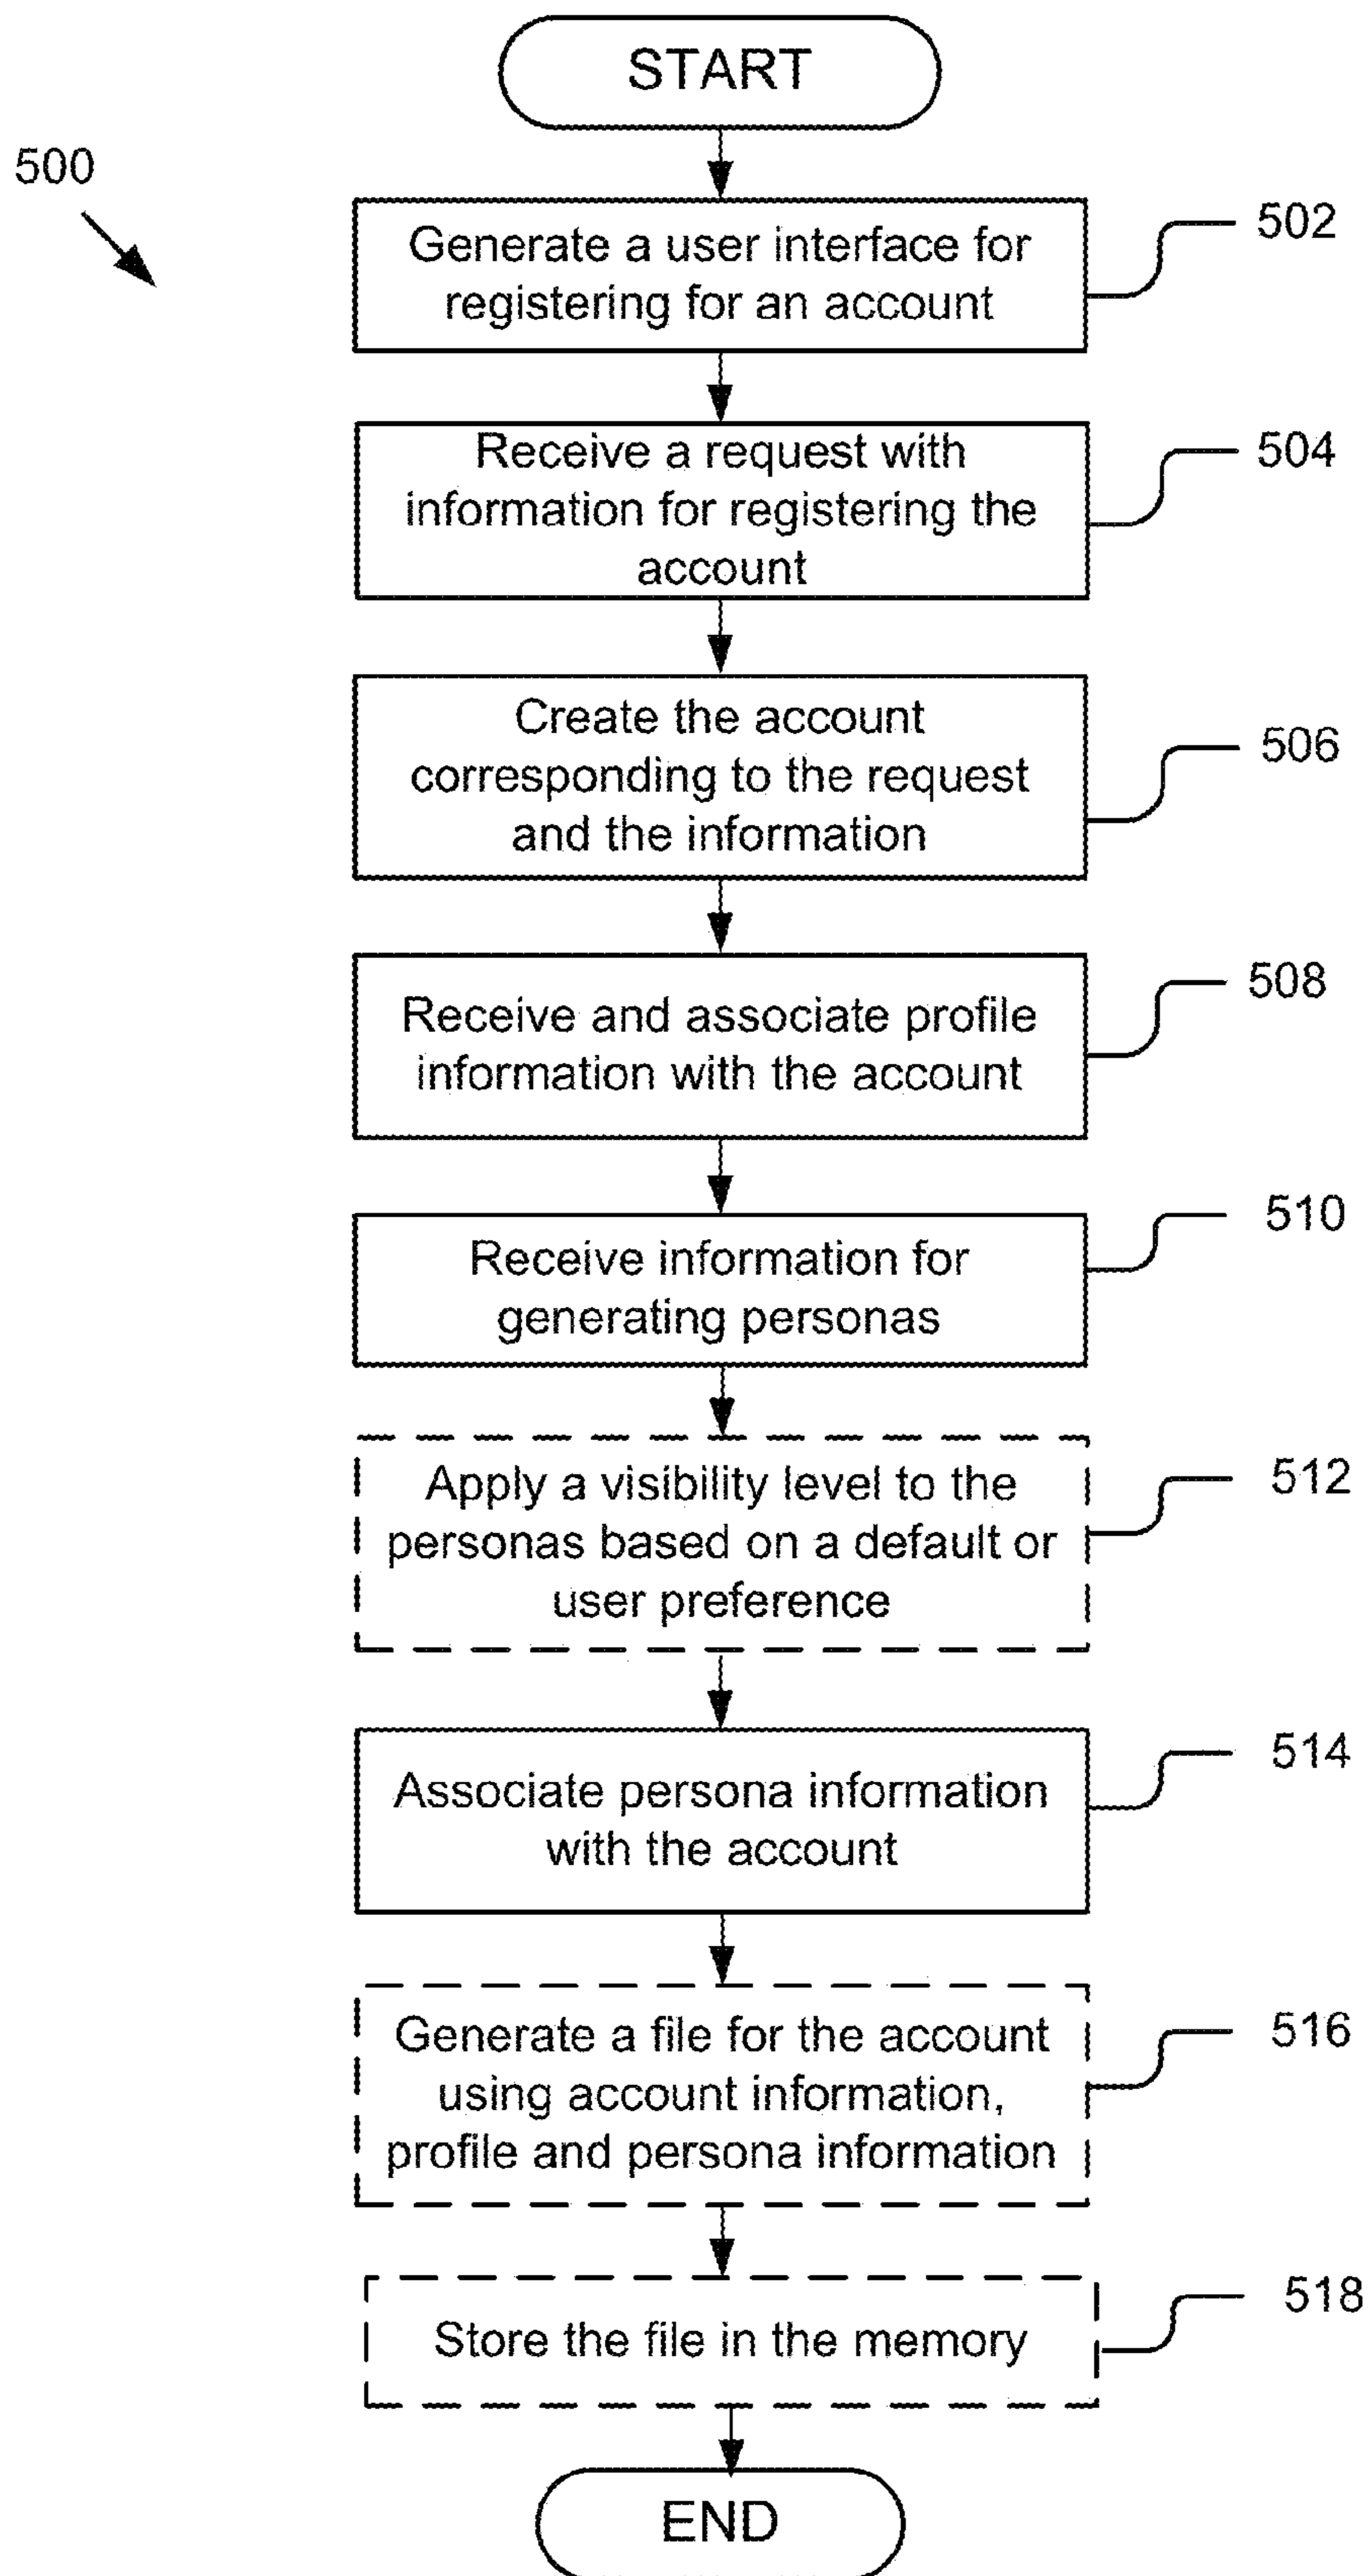 START
500
Generate a user interface for
registering for an account
502
Receive a request with
information for registering the
account
504
Create the account
corresponding to the request
and the information
506
Receive and associate profile
information with the account
508
Receive information for
generating personas
510
Apply a visibility level to the
personas based on a default or
user preference
512
Associate persona information
with the account
514
Generate a file for the account
using account information,
profile and persona information
516
Store the file in the memory
518
END